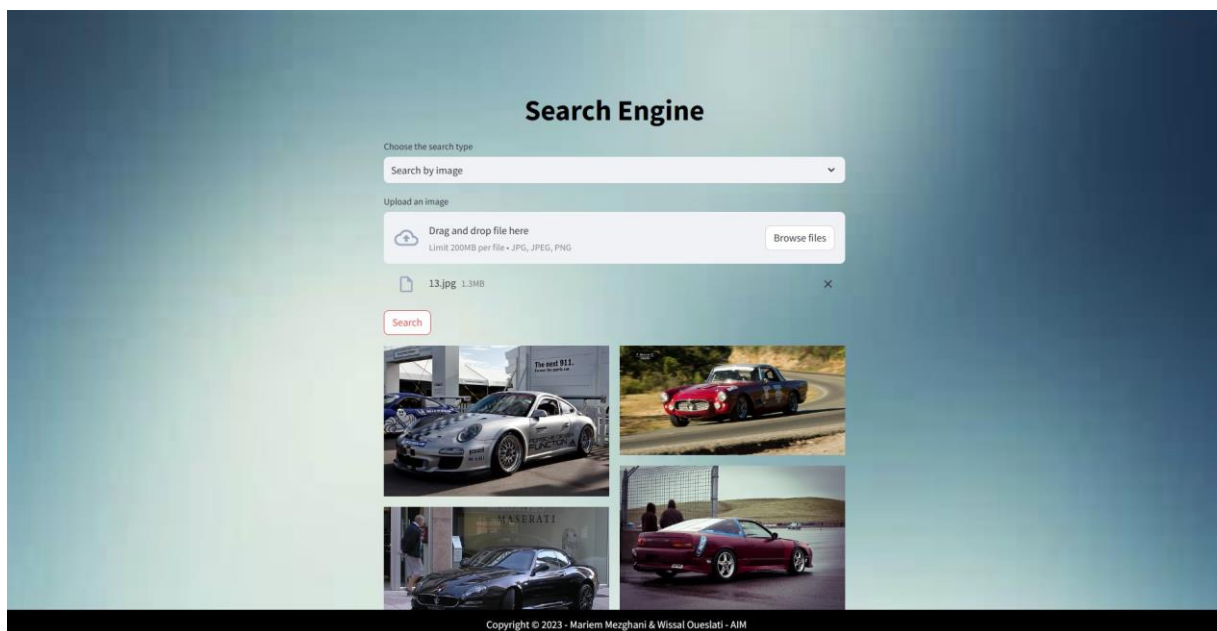 Search Engine
Choose the search type
Search by image
Upload an image
Drag and drop file here
Limit 200MB per file • JPG, JPEG, PNG
Browse files
13.jpg 1.3MB
Search
The next 911.
MASERATI
Copyright © 2023 - Mariem Mezghani & Wissal Oueslati - AIM